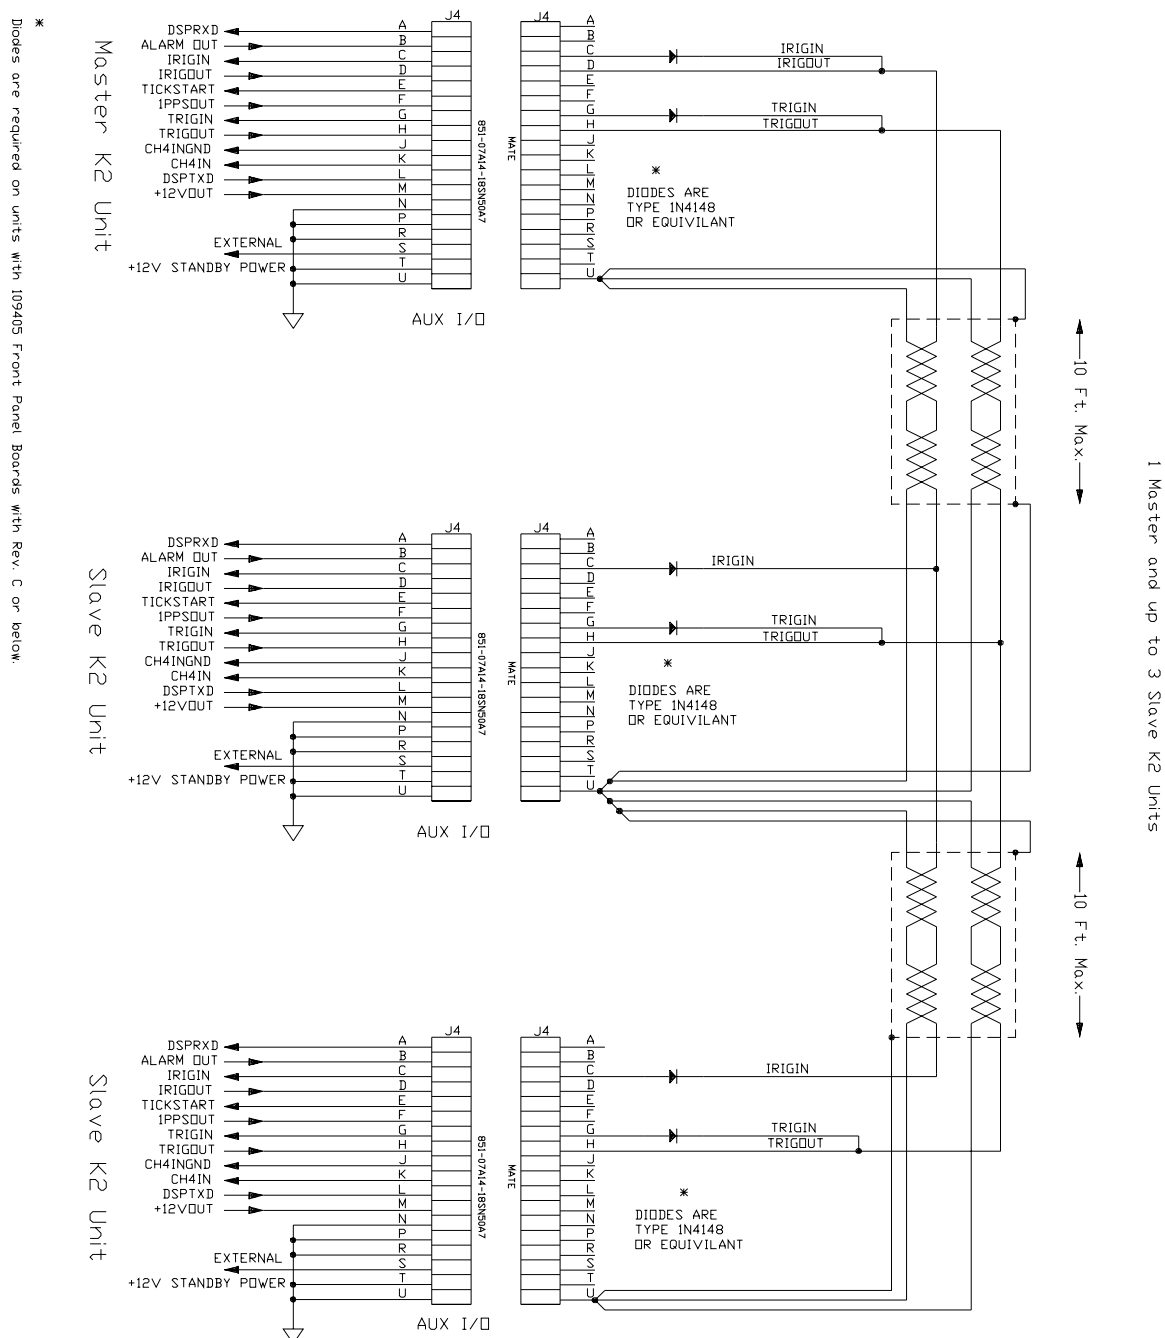 J4
DSPRXD A
ALARM OUT B
IRIGIN C
IRIGOUT D
TICKSTART E
1PPSOUT F
TRIGIN G
TRIGOUT H
CH4INGND J
CH4IN K
DSPTXD L
+12VOUT M
N
P
R
EXTERNAL S
+12V STANDBY POWER T
U
851-07A14-18SN50A7
AUX I/O
Master K2 Unit
J4
MATE
A
B
C
D
E
F
G
H
J
K
L
M
N
P
R
S
T
U
IRIGIN
IRIGOUT
TRIGIN
TRIGOUT
*
DIODES ARE
TYPE 1N4148
OR EQUIVILANT
10 Ft. Max.
J4
DSPRXD A
ALARM OUT B
IRIGIN C
IRIGOUT D
TICKSTART E
1PPSOUT F
TRIGIN G
TRIGOUT H
CH4INGND J
CH4IN K
DSPTXD L
+12VOUT M
N
P
R
EXTERNAL S
+12V STANDBY POWER T
U
851-07A14-18SN50A7
AUX I/O
Slave K2 Unit
J4
MATE
A
B
C
D
E
F
G
H
J
K
L
M
N
P
R
S
T
U
IRIGIN
TRIGIN
TRIGOUT
*
DIODES ARE
TYPE 1N4148
OR EQUIVILANT
10 Ft. Max.
J4
DSPRXD A
ALARM OUT B
IRIGIN C
IRIGOUT D
TICKSTART E
1PPSOUT F
TRIGIN G
TRIGOUT H
CH4INGND J
CH4IN K
DSPTXD L
+12VOUT M
N
P
R
EXTERNAL S
+12V STANDBY POWER T
U
851-07A14-18SN50A7
AUX I/O
Slave K2 Unit
J4
MATE
A
B
C
D
E
F
G
H
J
K
L
M
N
P
R
S
T
U
IRIGIN
TRIGIN
TRIGOUT
*
DIODES ARE
TYPE 1N4148
OR EQUIVILANT
1 Master and up to 3 Slave K2 Units
*
Diodes are required on units with 109405 Front Panel Boards with Rev. C or below.